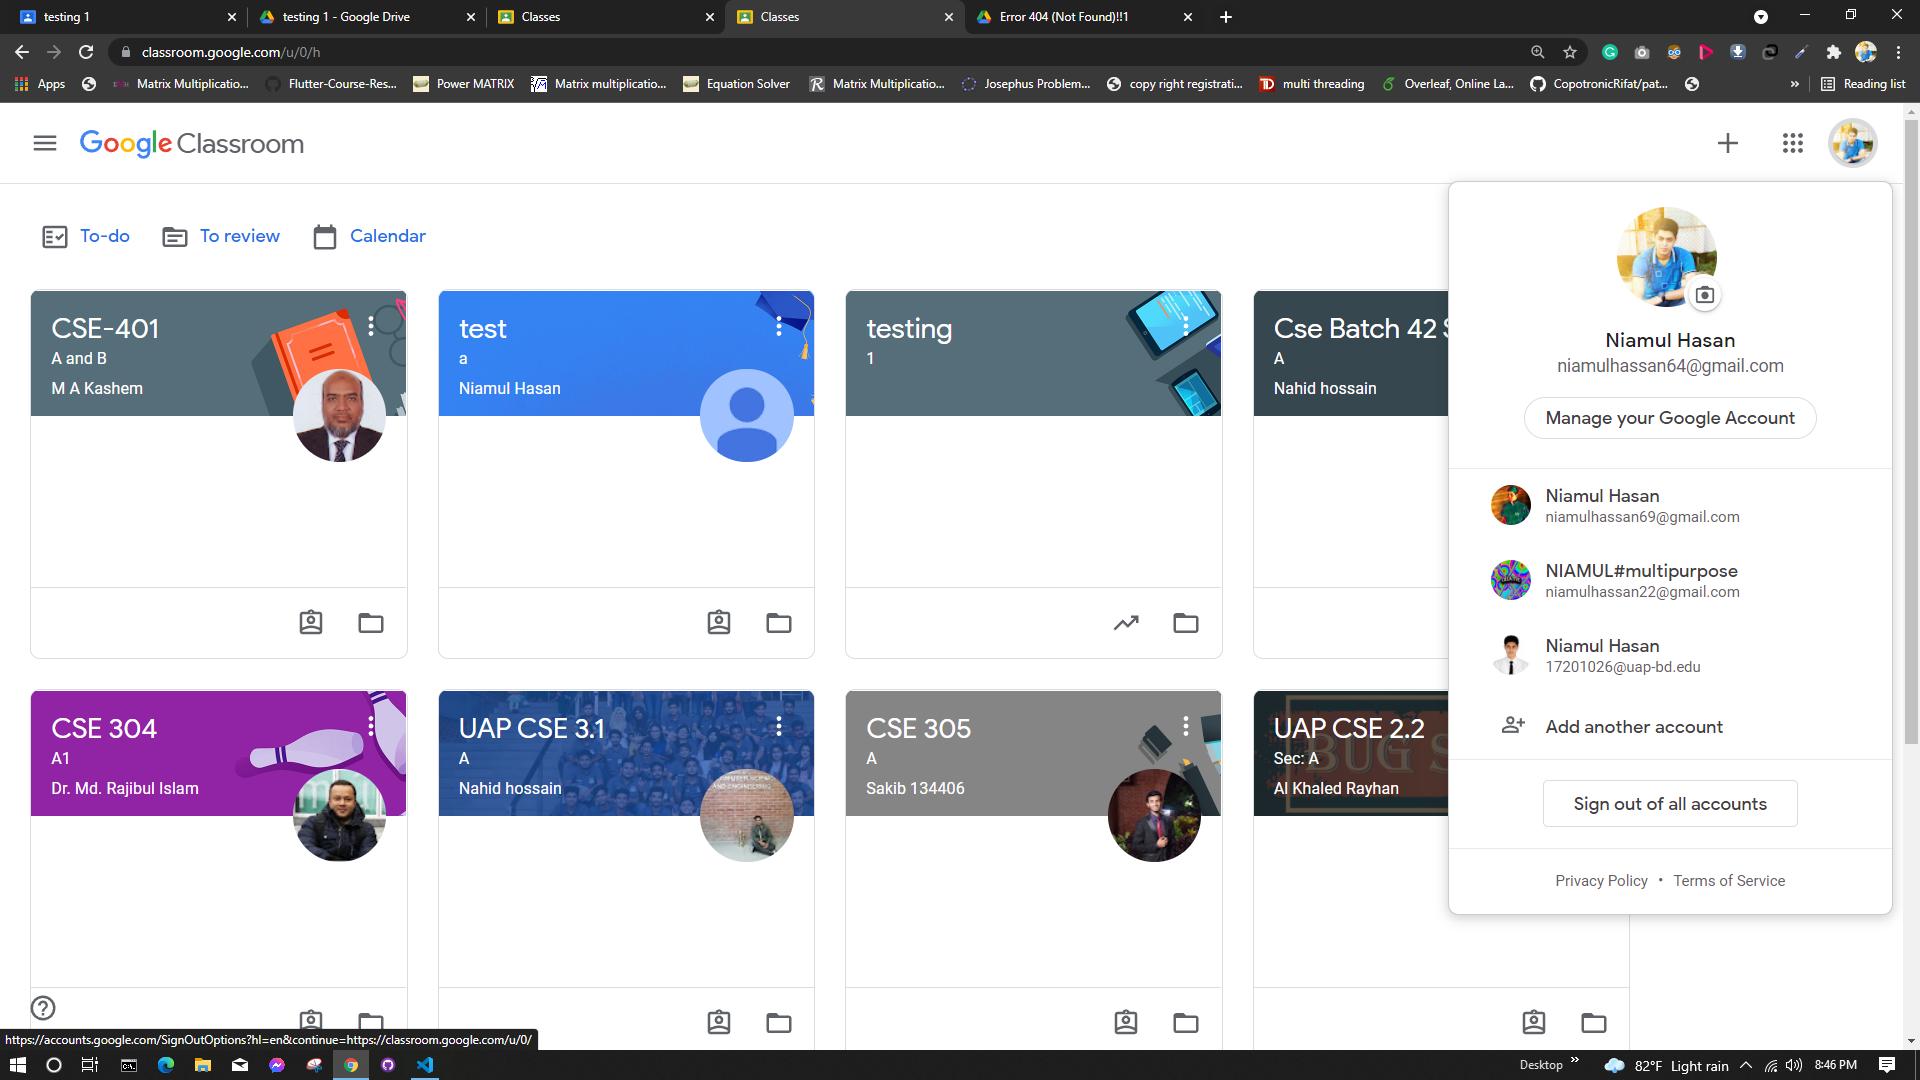 testing 1
testing 1 - Google Drive
Classes
Classes
Error 404 (Not Found)!!1
classroom.google.com/u/0/h
Apps
Matrix Multiplicatio...
Flutter-Course-Res...
Power MATRIX
Matrix multiplicatio...
Equation Solver
Matrix Multiplicatio...
Josephus Problem...
copy right registrati...
multi threading
Overleaf, Online La...
CopotronicRifat/pat...
Reading list
Google Classroom
To-do
To review
Calendar
CSE-401
A and B
M A Kashem
test
a
Niamul Hasan
testing
1
Cse Batch 42 S
A
Nahid hossain
CSE 304
A1
Dr. Md. Rajibul Islam
UAP CSE 3.1
A
Nahid hossain
CSE 305
A
Sakib 134406
UAP CSE 2.2
Sec: A
Al Khaled Rayhan
Niamul Hasan
niamulhassan64@gmail.com
Manage your Google Account
Niamul Hasan
niamulhassan69@gmail.com
NIAMUL#multipurpose
niamulhassan22@gmail.com
Niamul Hasan
17201026@uap-bd.edu
Add another account
Sign out of all accounts
Privacy Policy • Terms of Service
https://accounts.google.com/SignOutOptions?hl=en&continue=https://classroom.google.com/u/0/
Desktop
82°F Light rain
8:46 PM